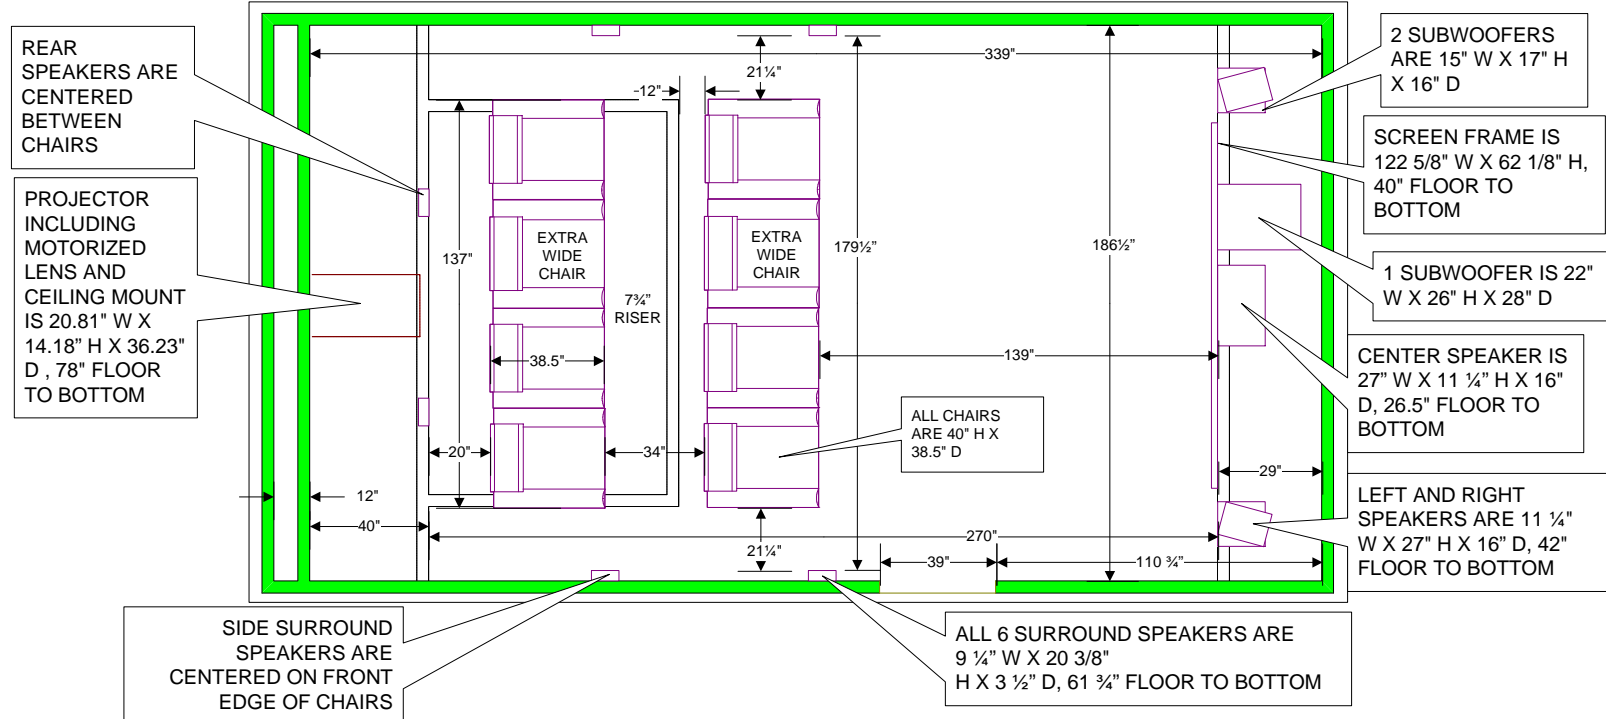 REAR
SPEAKERS ARE
CENTERED
BETWEEN
CHAIRS
PROJECTOR
INCLUDING
MOTORIZED
LENS AND
CEILING MOUNT
IS 20.81" W X
14.18” H X 36.23"
D , 78" FLOOR
TO BOTTOM
339"
21¼"
-12"
137"
EXTRA
WIDE
CHAIR
EXTRA
WIDE
CHAIR
179½”
186½”
7¾”
RISER
38.5"
139"
ALL CHAIRS
ARE 40" H X
38.5" D
20"
34"
29"
12"
40"
270"
21¼"
39"
110 ¾”
2 SUBWOOFERS
ARE 15" W X 17" H
X 16" D
SCREEN FRAME IS
122 5/8" W X 62 1/8" H,
40" FLOOR TO
BOTTOM
1 SUBWOOFER IS 22"
W X 26" H X 28” D
CENTER SPEAKER IS
27” W X 11 ¼” H X 16”
D, 26.5" FLOOR TO
BOTTOM
LEFT AND RIGHT
SPEAKERS ARE 11 ¼”
W X 27" H X 16” D, 42"
FLOOR TO BOTTOM
SIDE SURROUND
SPEAKERS ARE
CENTERED ON FRONT
EDGE OF CHAIRS
ALL 6 SURROUND SPEAKERS ARE
9 ¼” W X 20 3/8"
H X 3 ½” D, 61 ¾” FLOOR TO BOTTOM